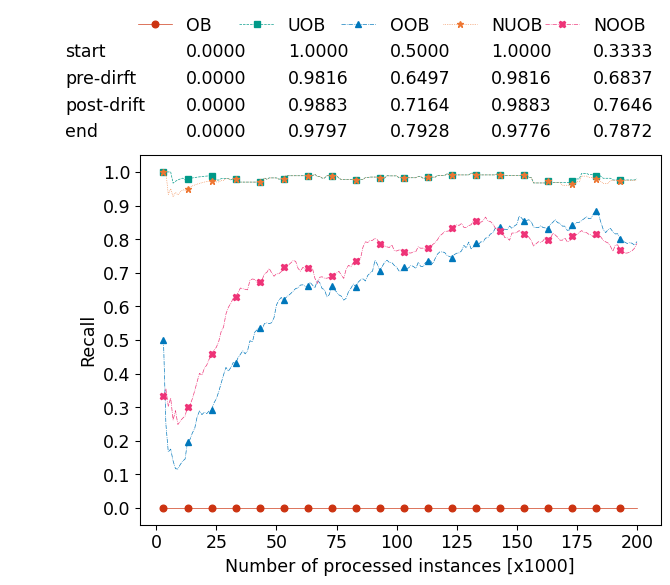 OB UOB OOB NUOB NOOB
start 0.0000 1.0000 0.5000 1.0000 0.3333
pre-dirft 0.0000 0.9816 0.6497 0.9816 0.6837
post-drift 0.0000 0.9883 0.7164 0.9883 0.7646
end 0.0000 0.9797 0.7928 0.9776 0.7872
1.0
0.9
0.8
0.7
0.6
0.5
0.4
0.3
0.2
0.1
0.0
Recall
0 25 50 75 100 125 150 175 200
Number of processed instances [x1000]